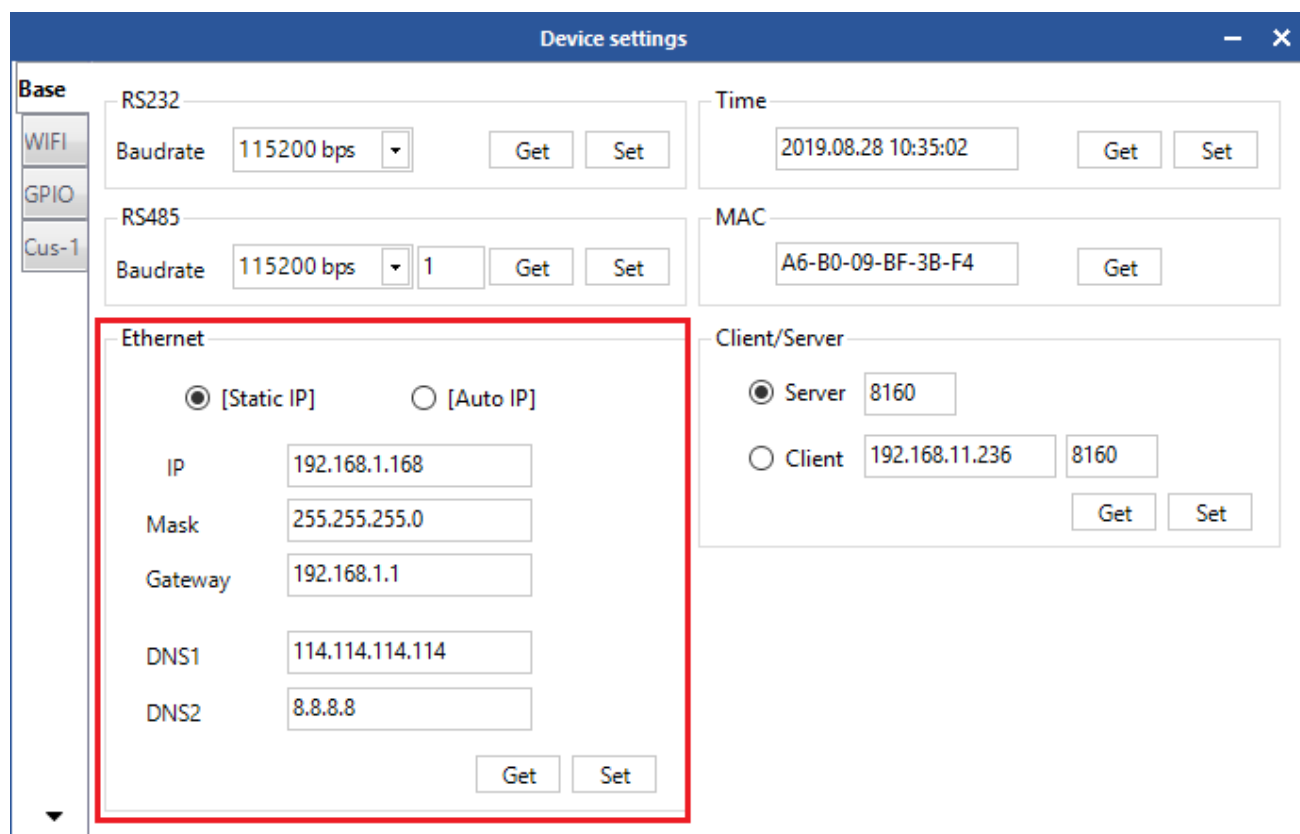 Device settings
Base
WIFI
GPIO
Cus-1
RS232
Baudrate 115200 bps Get Set
RS485
Baudrate 115200 bps 1 Get Set
Ethernet
[Static IP] [Auto IP]
IP 192.168.1.168
Mask 255.255.255.0
Gateway 192.168.1.1
DNS1 114.114.114.114
DNS2 8.8.8.8
Get Set
Time
2019.08.28 10:35:02 Get Set
MAC
A6-B0-09-BF-3B-F4 Get
Client/Server
Server 8160
Client 192.168.11.236 8160
Get Set